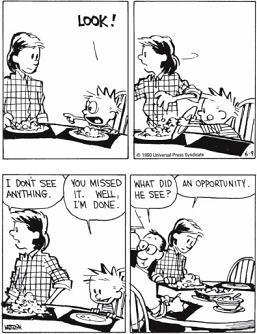 LOOK!
© 1990 Universal Press Syndicate
6-9
I DON'T SEE
ANYTHING.
YOU MISSED
IT. WELL,
I'M DONE.
WHAT DID
HE SEE?
AN OPPORTUNITY.